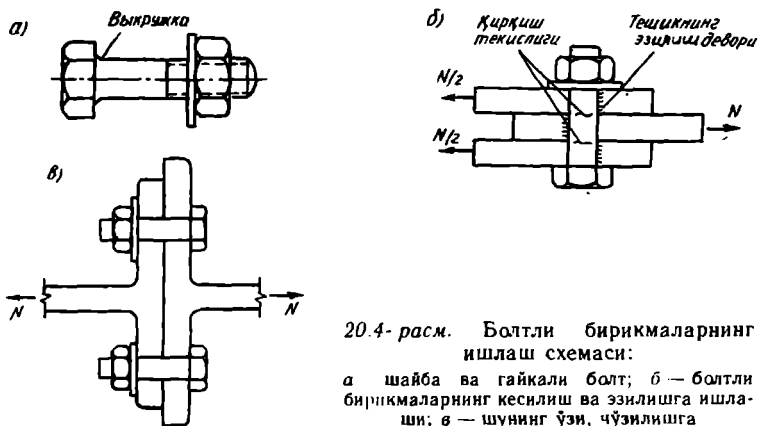 а)
Выкружка
б)
Қирқиш
текислиги
Тешикнинг
эзилиш девори
N/2
N
N/2
в)
N
N
20.4- расм. Болтли бирикмаларнинг
ишлаш схемаси:
а шайба ва гайкали болт; б — болтли
бирикмаларнинг кесилиш ва эзилишга ишла-
ши; в — шунинг ўзи, чўзилишга